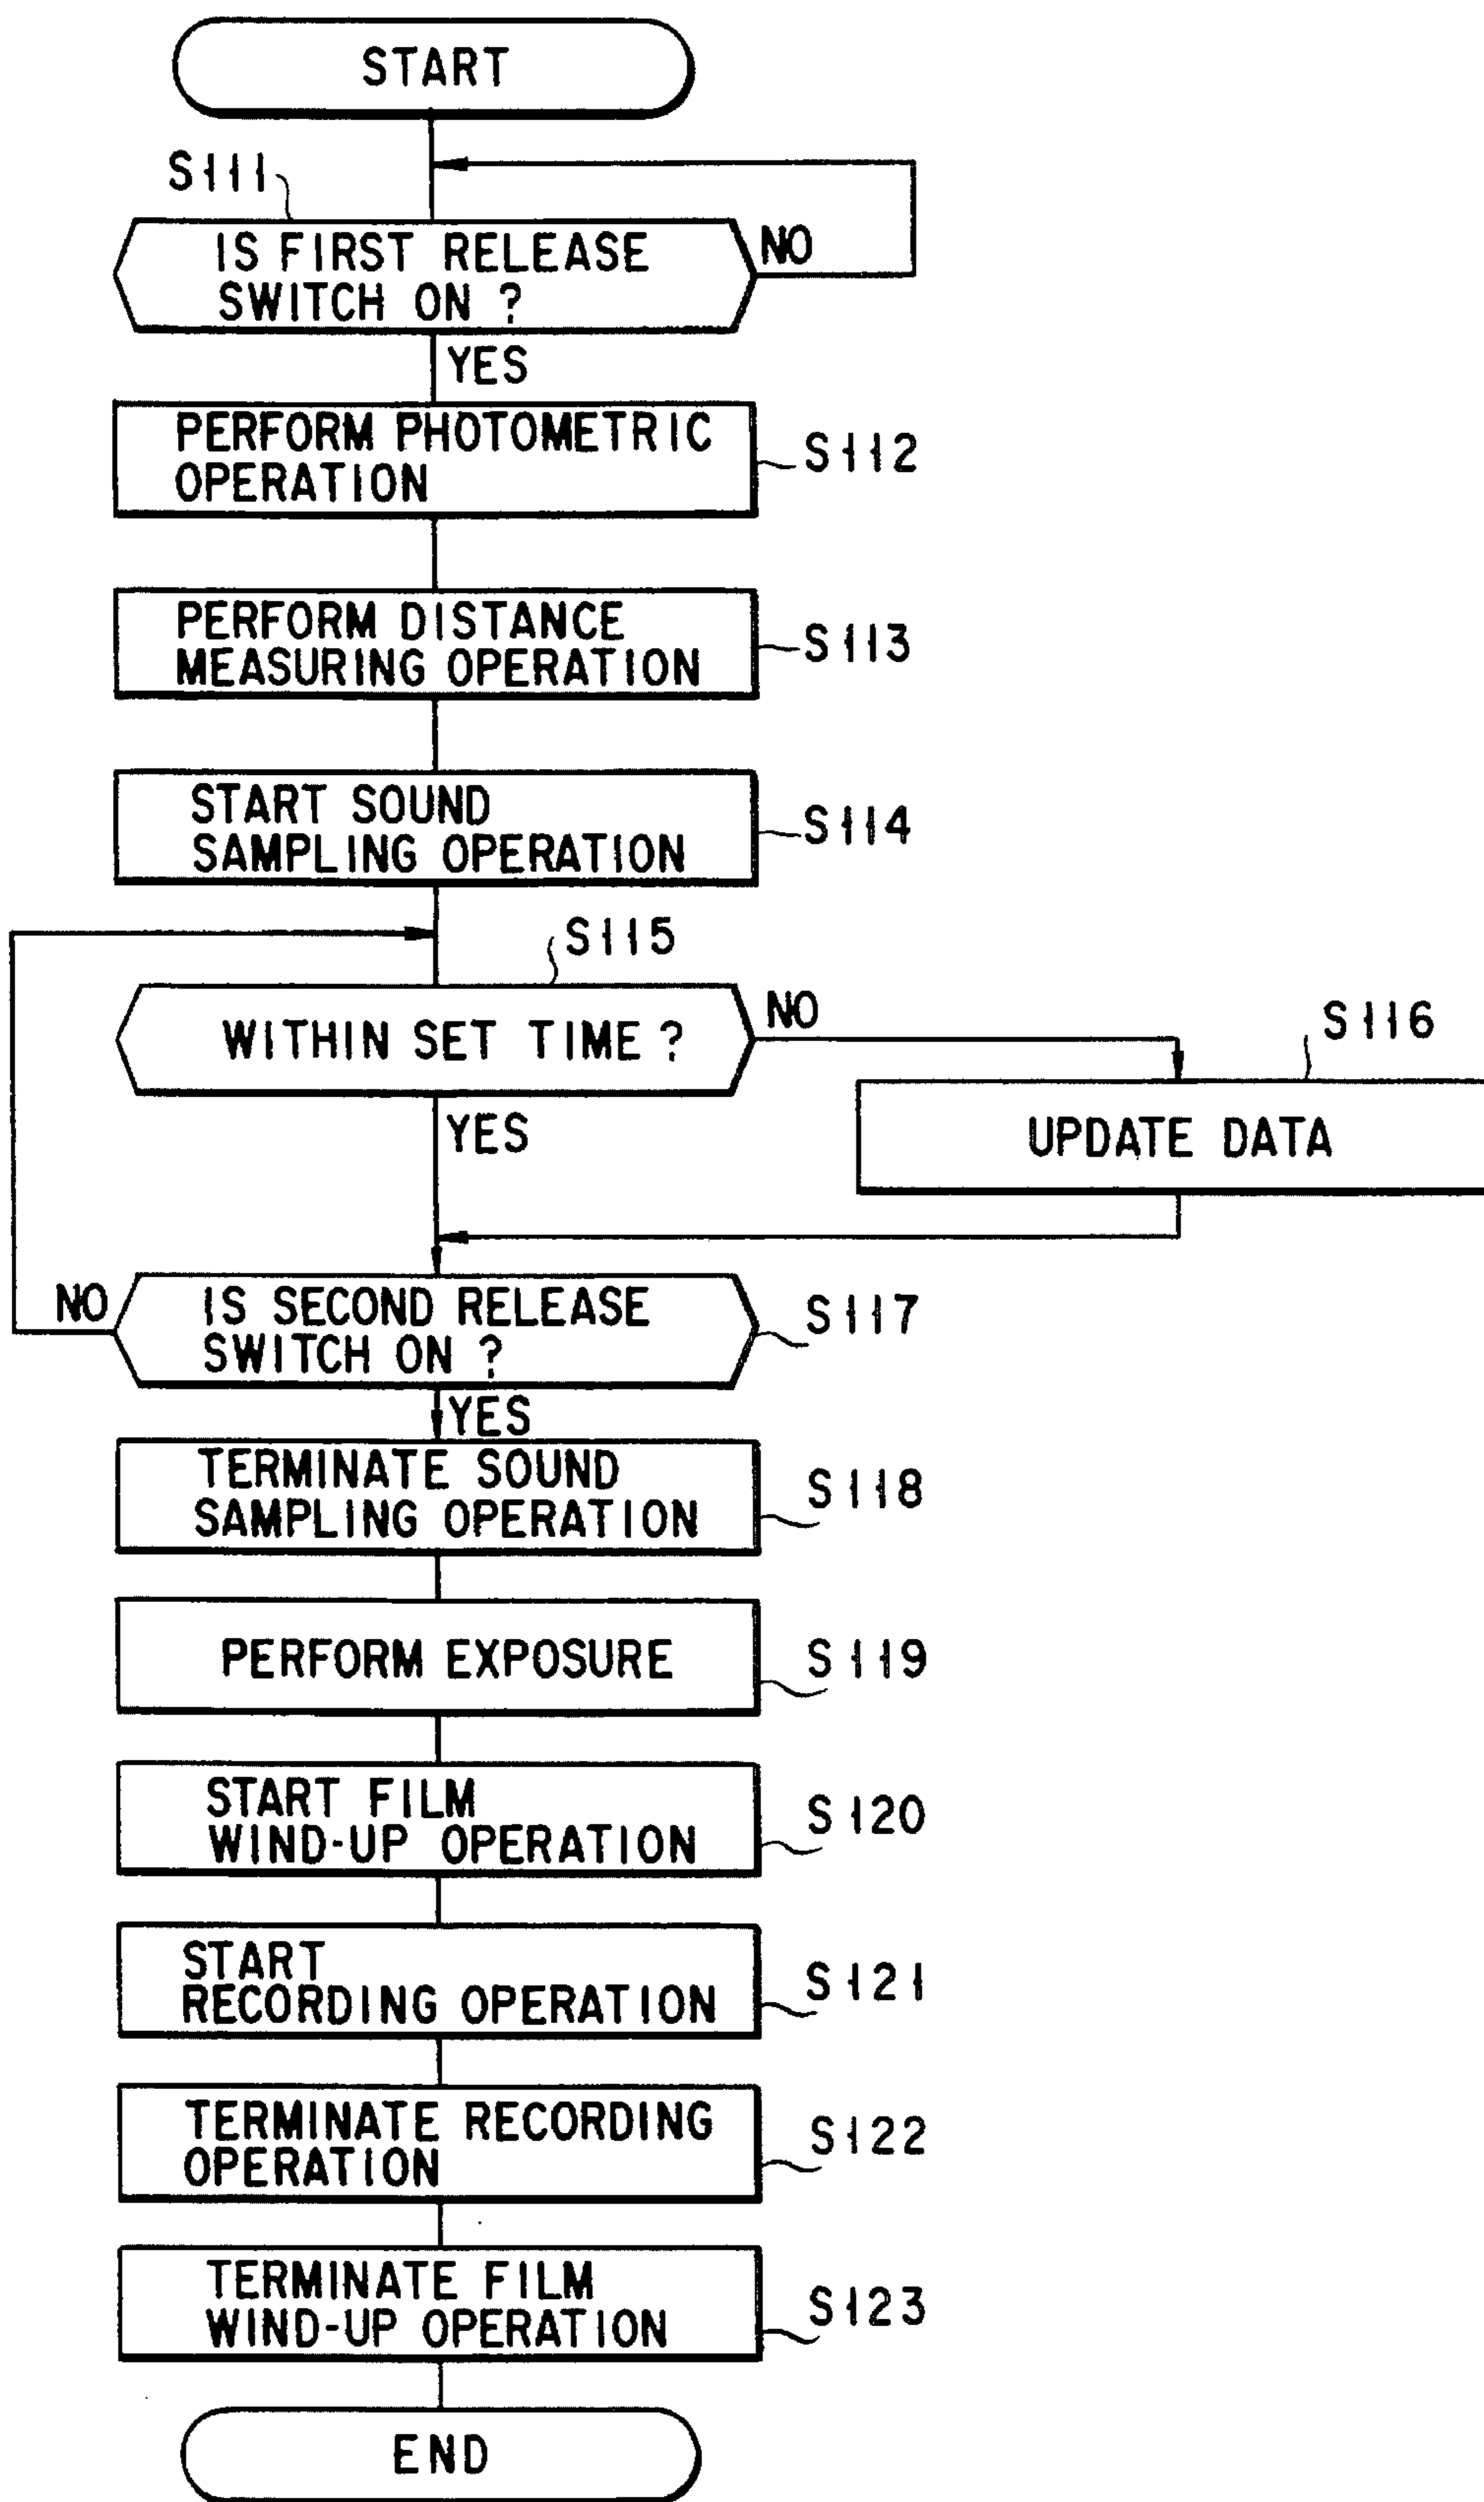 START
S111
IS FIRST RELEASE
SWITCH ON ?
NO
YES
PERFORM PHOTOMETRIC
OPERATION
S112
PERFORM DISTANCE
MEASURING OPERATION
S113
START SOUND
SAMPLING OPERATION
S114
S115
WITHIN SET TIME ?
NO
S116
YES
UPDATE DATA
NO
IS SECOND RELEASE
SWITCH ON ?
S117
YES
TERMINATE SOUND
SAMPLING OPERATION
S118
PERFORM EXPOSURE
S119
START FILM
WIND-UP OPERATION
S120
START
RECORDING OPERATION
S121
TERMINATE RECORDING
OPERATION
S122
TERMINATE FILM
WIND-UP OPERATION
S123
END